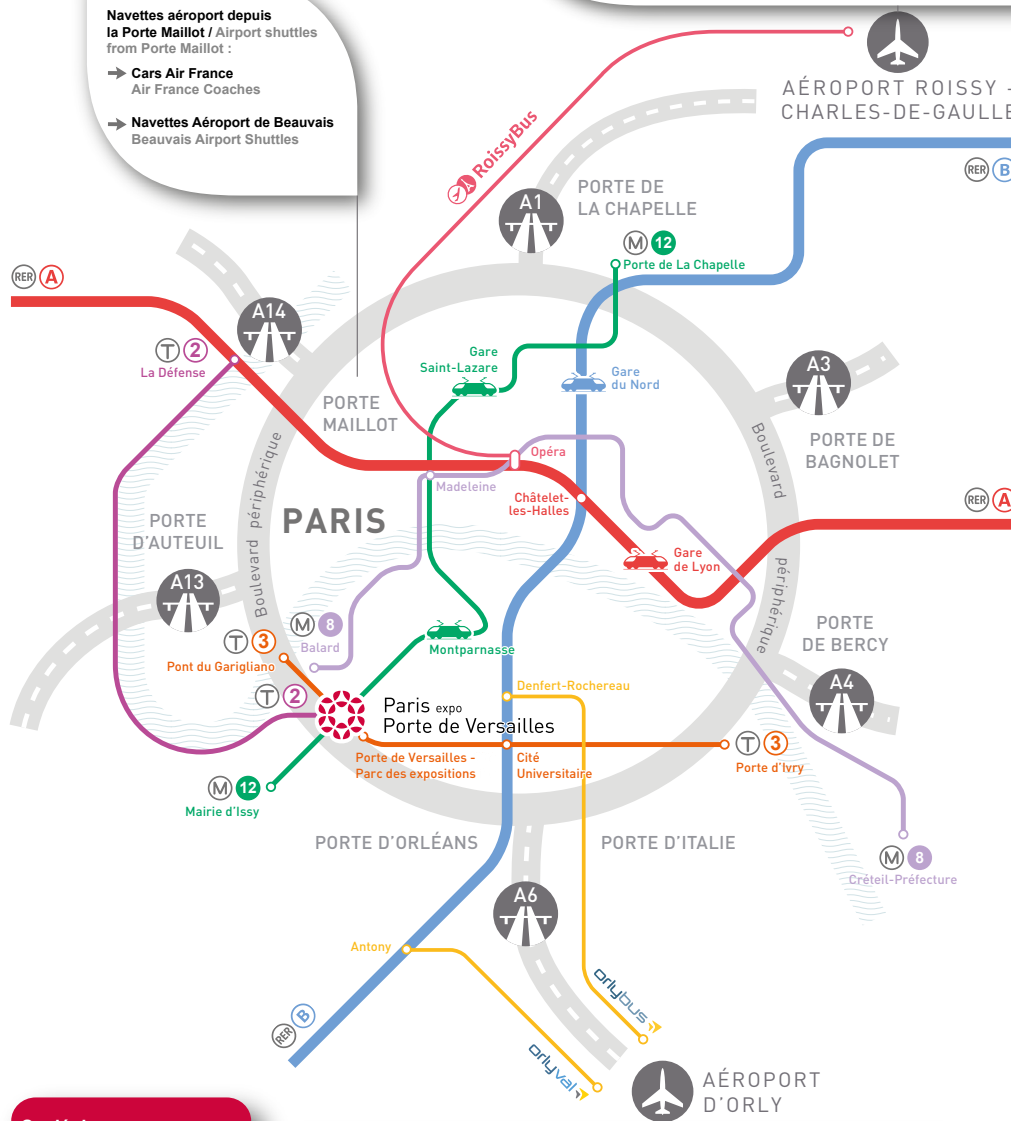 Navettes aéroport depuis
la Porte Maillot / Airport shuttles
from Porte Maillot :
Cars Air France
Air France Coaches
Navettes Aéroport de Beauvais
Beauvais Airport Shuttles
AÉROPORT ROISSY -
CHARLES-DE-GAULLE
RoissyBus
RER B
A1
PORTE DE
LA CHAPELLE
M 12
Porte de La Chapelle
RER A
A14
T 2
La Défense
Gare
Saint-Lazare
Gare
du Nord
A3
PORTE DE
BAGNOLET
PORTE
MAILLOT
Boulevard périphérique
Boulevard
périphérique
Opéra
Madeleine
Châtelet-
les-Halles
RER A
PARIS
PORTE
D'AUTEUIL
Gare
de Lyon
A13
M 8
Balard
Montparnasse
PORTE
DE BERCY
T 3
Pont du Garigliano
T 2
Denfert-Rochereau
A4
Paris expo
Porte de Versailles
Porte de Versailles -
Parc des expositions
Cité
Universitaire
T 3
Porte d'Ivry
M 12
Mairie d'Issy
PORTE D'ORLÉANS
PORTE D'ITALIE
M 8
Créteil-Préfecture
A6
Antony
orlybus
RER B
orlyval
AÉROPORT
D'ORLY